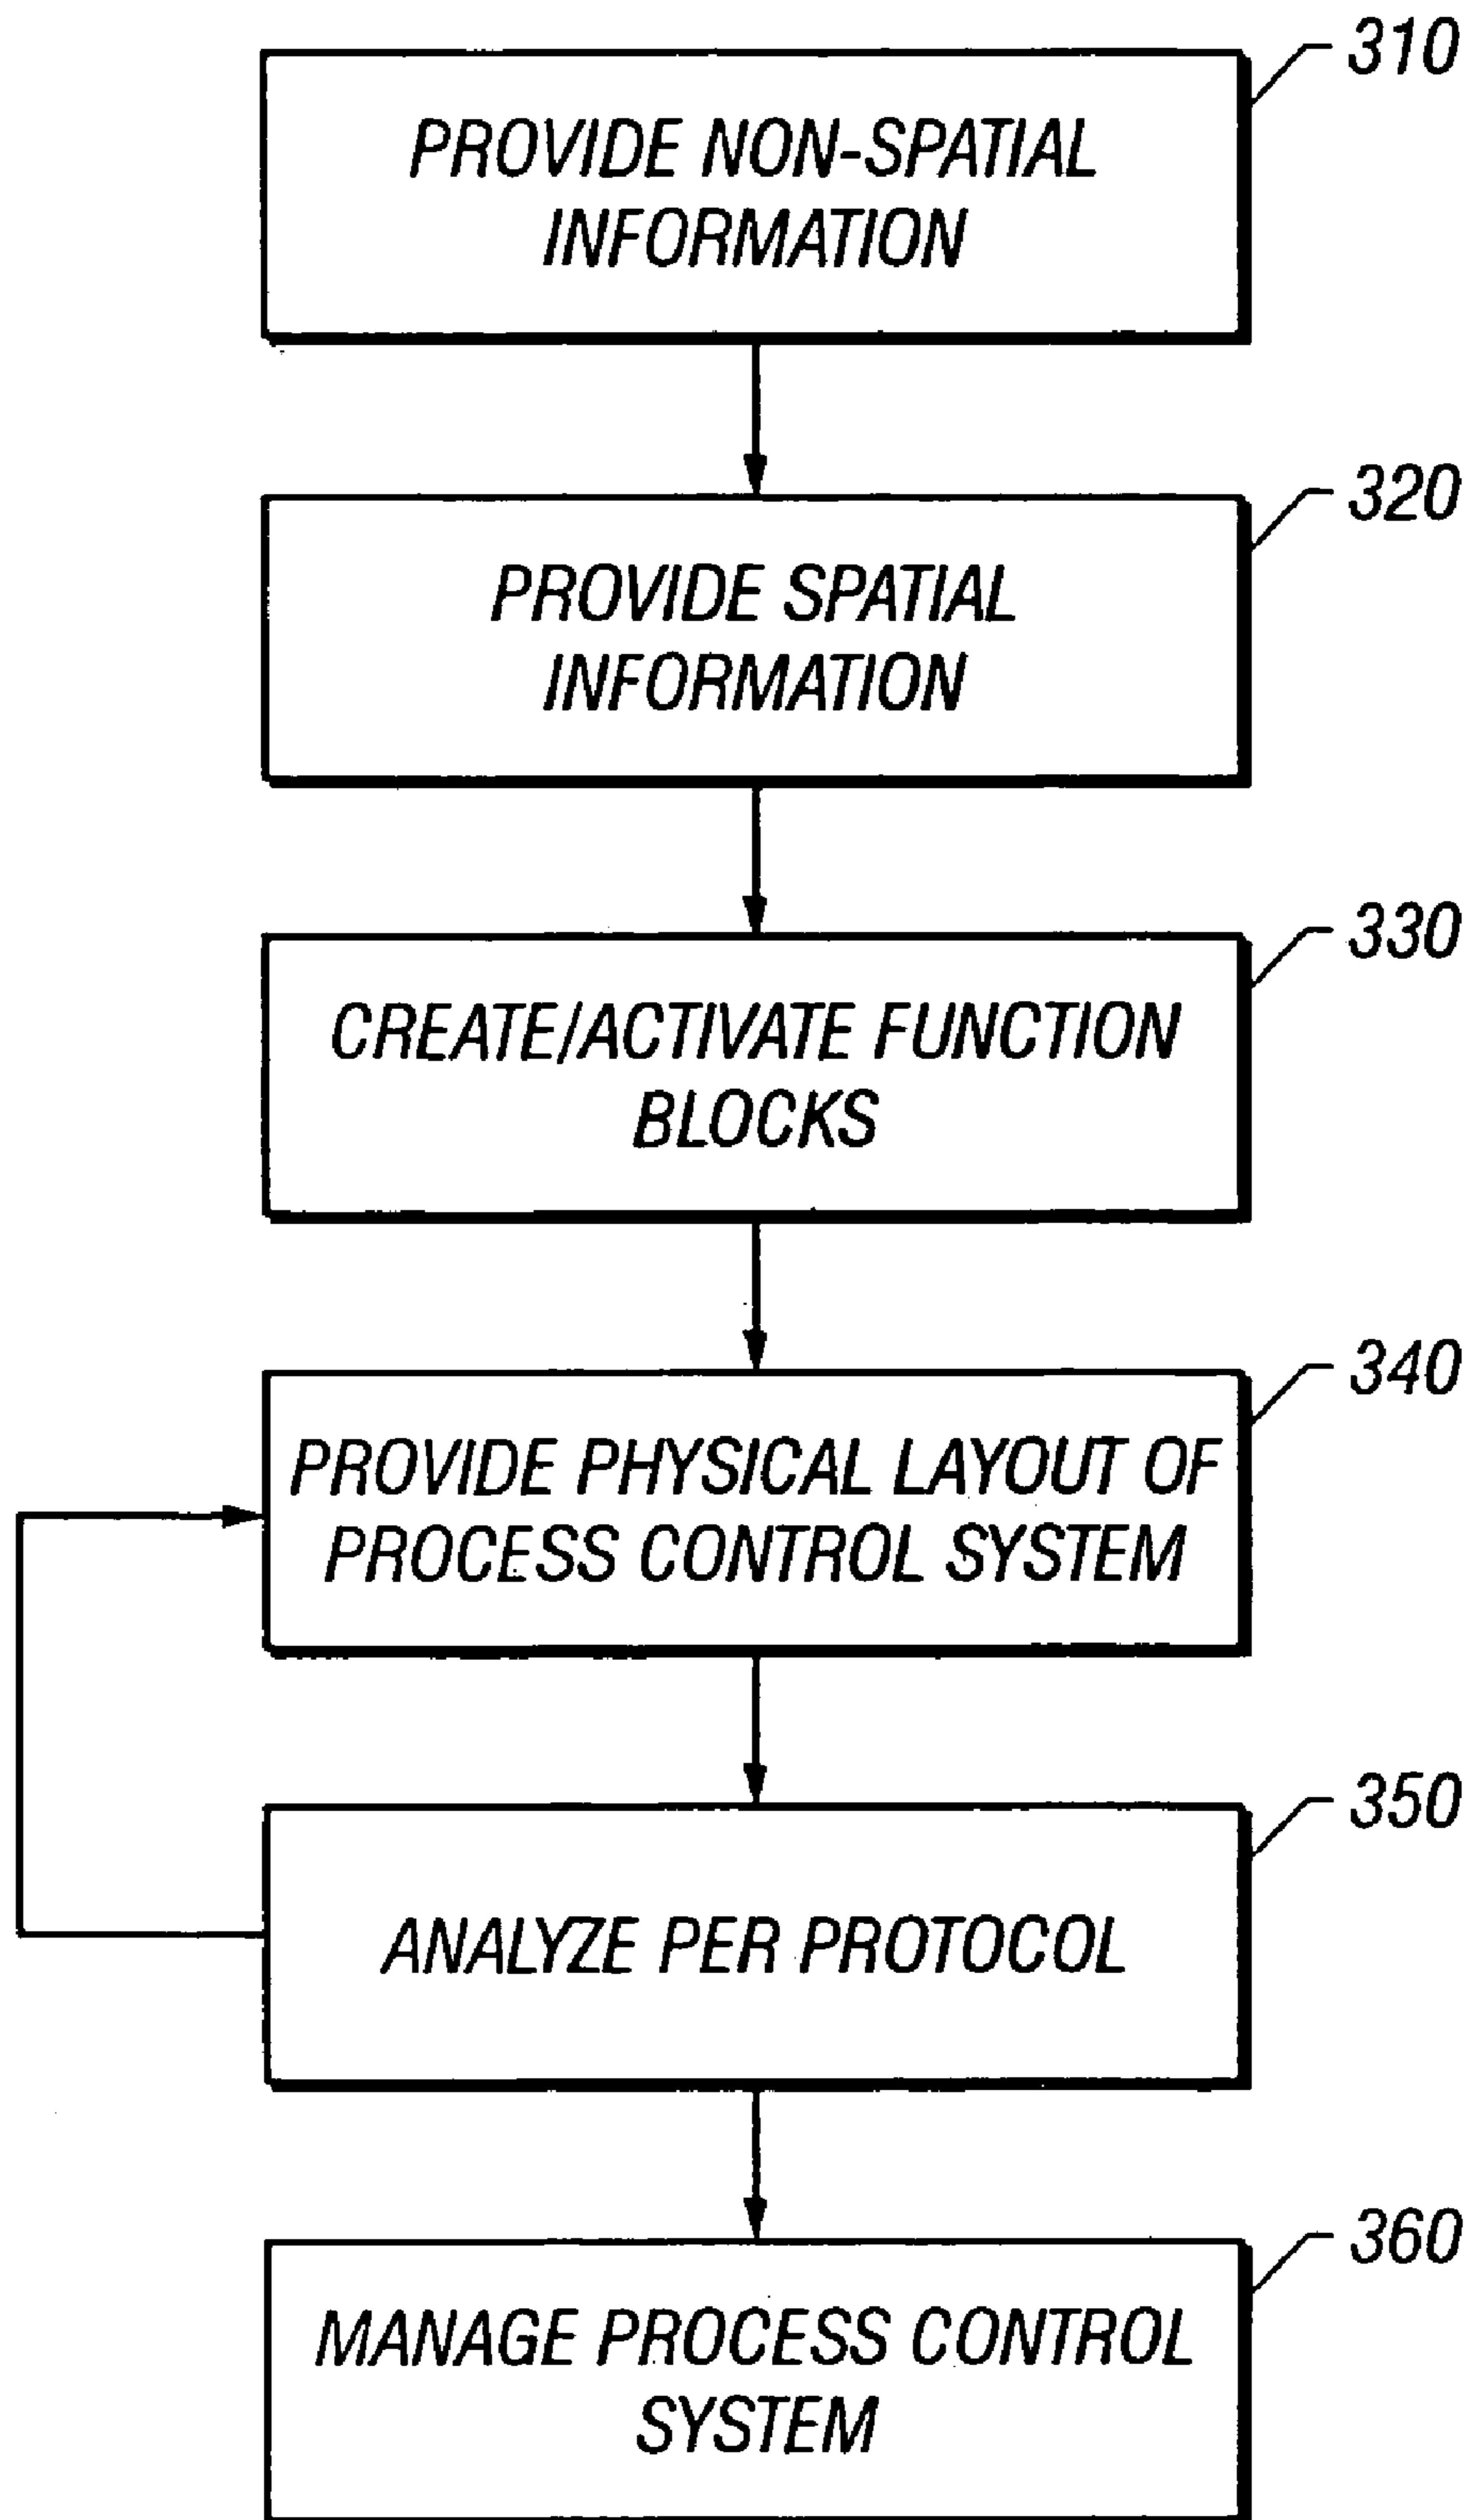 310
PROVIDE NON-SPATIAL
INFORMATION
320
PROVIDE SPATIAL
INFORMATION
330
CREATE/ACTIVATE FUNCTION
BLOCKS
340
PROVIDE PHYSICAL LAYOUT OF
PROCESS CONTROL SYSTEM
350
ANALYZE PER PROTOCOL
360
MANAGE PROCESS CONTROL
SYSTEM